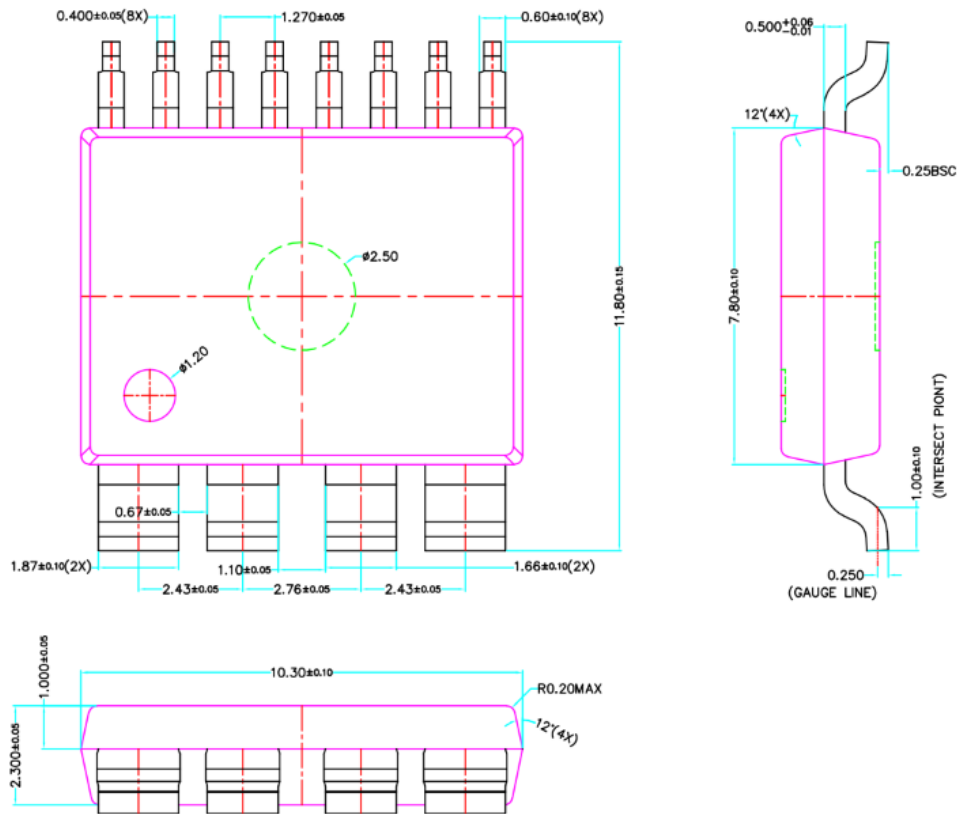 0.400±0.05(8X)
1.270±0.05
0.60±0.10(8X)
0.500+0.06
-0.01
12°(4X)
0.25BSC
ø2.50
11.80±0.15
7.80±0.10
ø1.20
0.67±0.05
1.00±0.10
(INTERSECT PIONT)
1.87±0.10(2X)
1.10±0.05
1.66±0.10(2X)
2.43±0.05
2.76±0.05
2.43±0.05
0.250
(GAUGE LINE)
1.000±0.05
10.30±0.10
R0.20MAX
12°(4X)
2.300±0.05